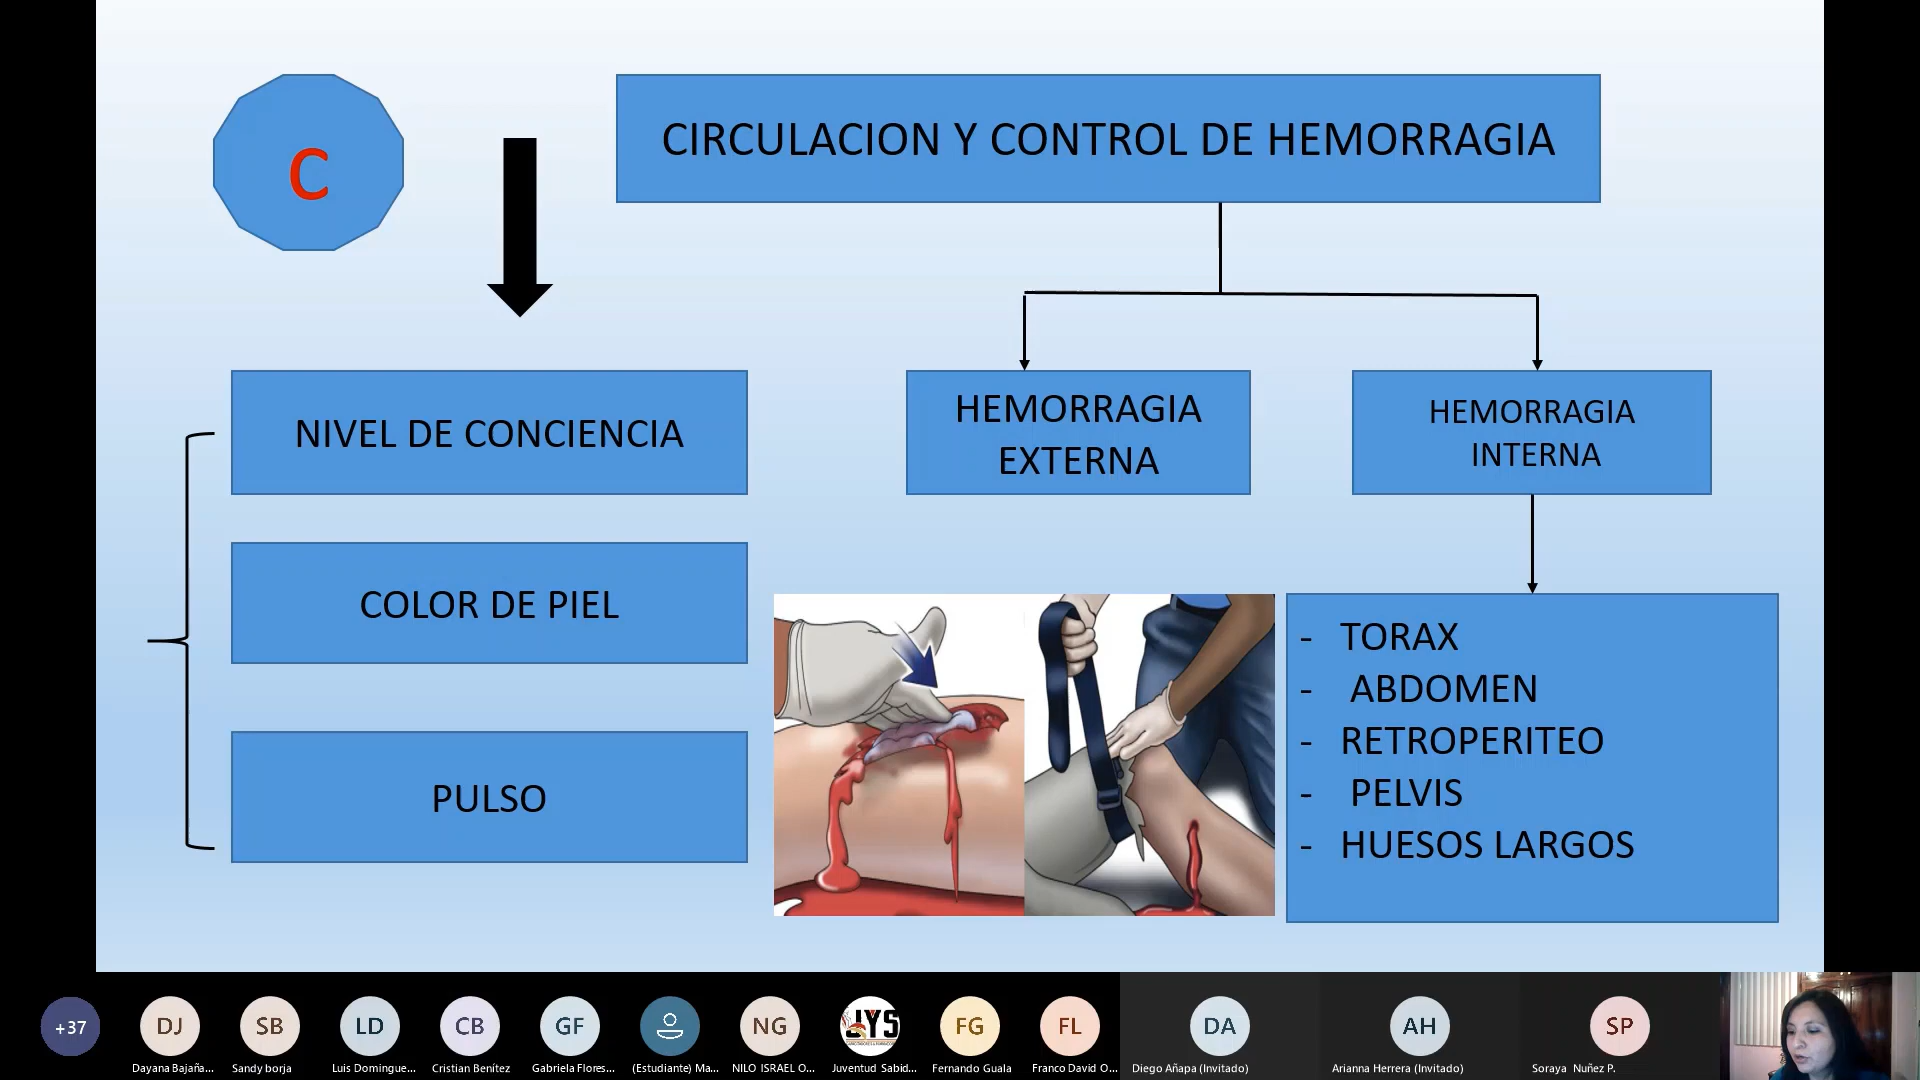 C
CIRCULACION Y CONTROL DE HEMORRAGIA
NIVEL DE CONCIENCIA
COLOR DE PIEL
PULSO
HEMORRAGIA
EXTERNA
HEMORRAGIA
INTERNA
- TORAX
- ABDOMEN
- RETROPERITEO
- PELVIS
- HUESOS LARGOS
+37
DJ
SB
LD
CB
GF
NG
JYS
FG
FL
DA
AH
SP
Dayana Bajaña...
Sandy borja
Luis Domingue...
Cristian Benítez
Gabriela Flores...
(Estudiante) Ma...
NILO ISRAEL O...
Juventud Sabid...
Fernando Guala
Franco David O...
Diego Añapa (Invitado)
Arianna Herrera (Invitado)
Soraya Nuñez P.